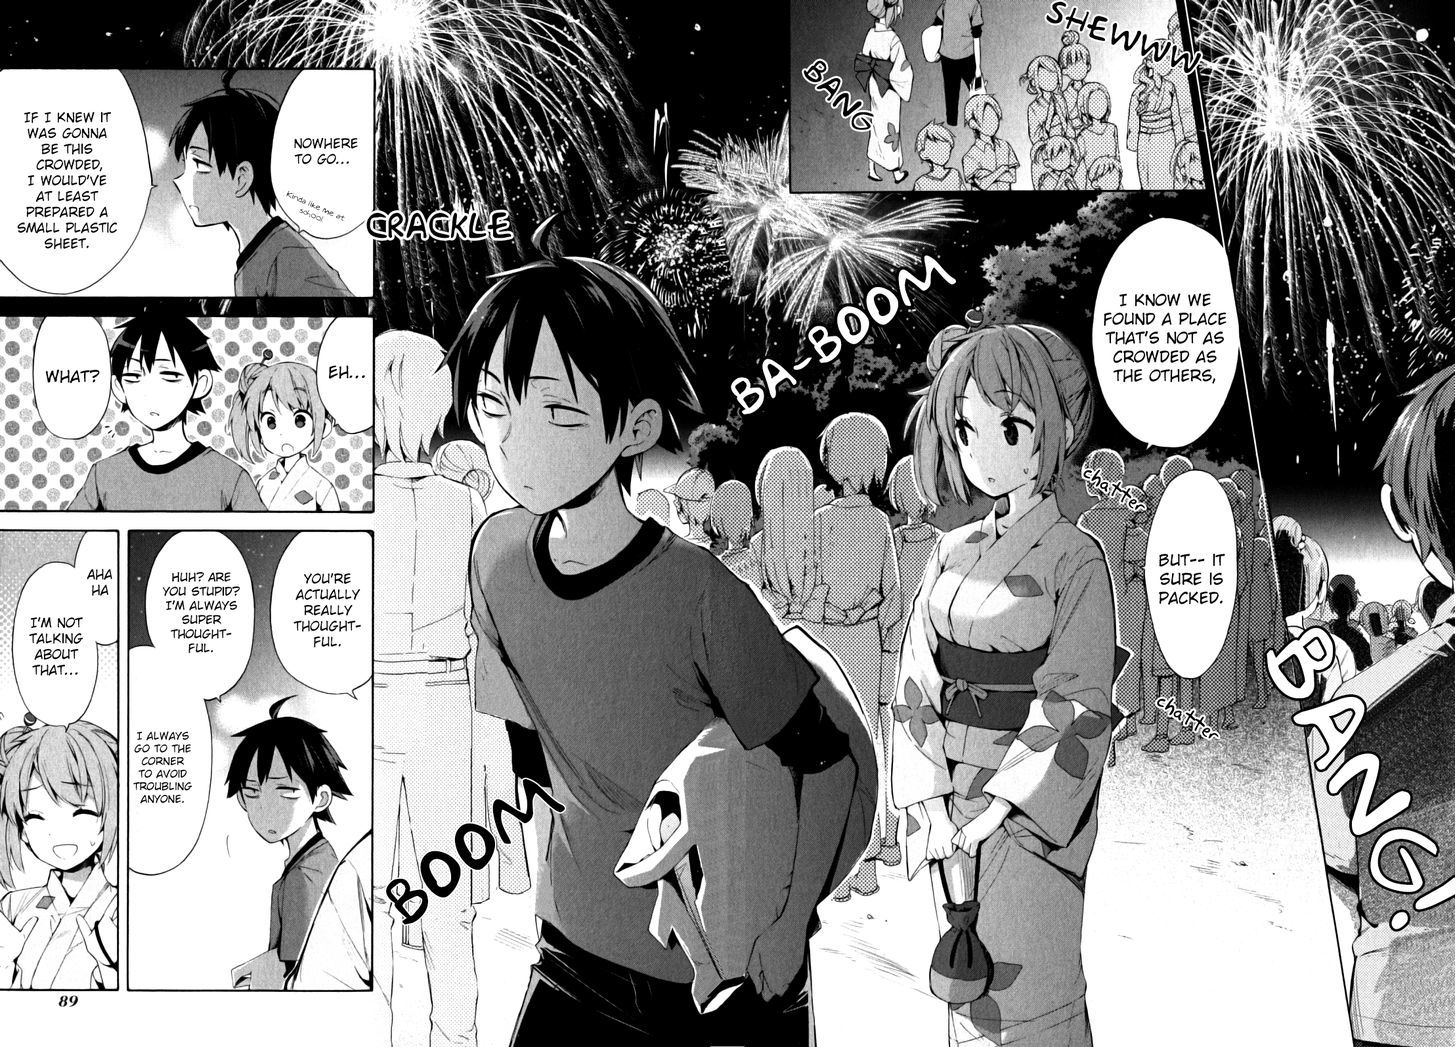 SHEWWW
BANG
I KNOW WE
FOUND A PLACE
THAT'S NOT AS
CROWDED AS
THE OTHERS,
chatter
BUT-- IT
SURE IS
PACKED.
chatter
BANG!
BA-BOOM
CRACKLE
BOOM
NOWHERE
TO GO...
Kinda like me at
school.
IF I KNEW IT
WAS GONNA
BE THIS
CROWDED,
I WOULD'VE
AT LEAST
PREPARED A
SMALL PLASTIC
SHEET.
EH...
WHAT?
YOU'RE
ACTUALLY
REALLY
THOUGHT-
FUL.
HUH? ARE
YOU STUPID?
I'M ALWAYS
SUPER
THOUGHT-
FUL.
I ALWAYS
GO TO THE
CORNER
TO AVOID
TROUBLING
ANYONE.
AHA
HA
I'M NOT
TALKING
ABOUT
THAT...
89